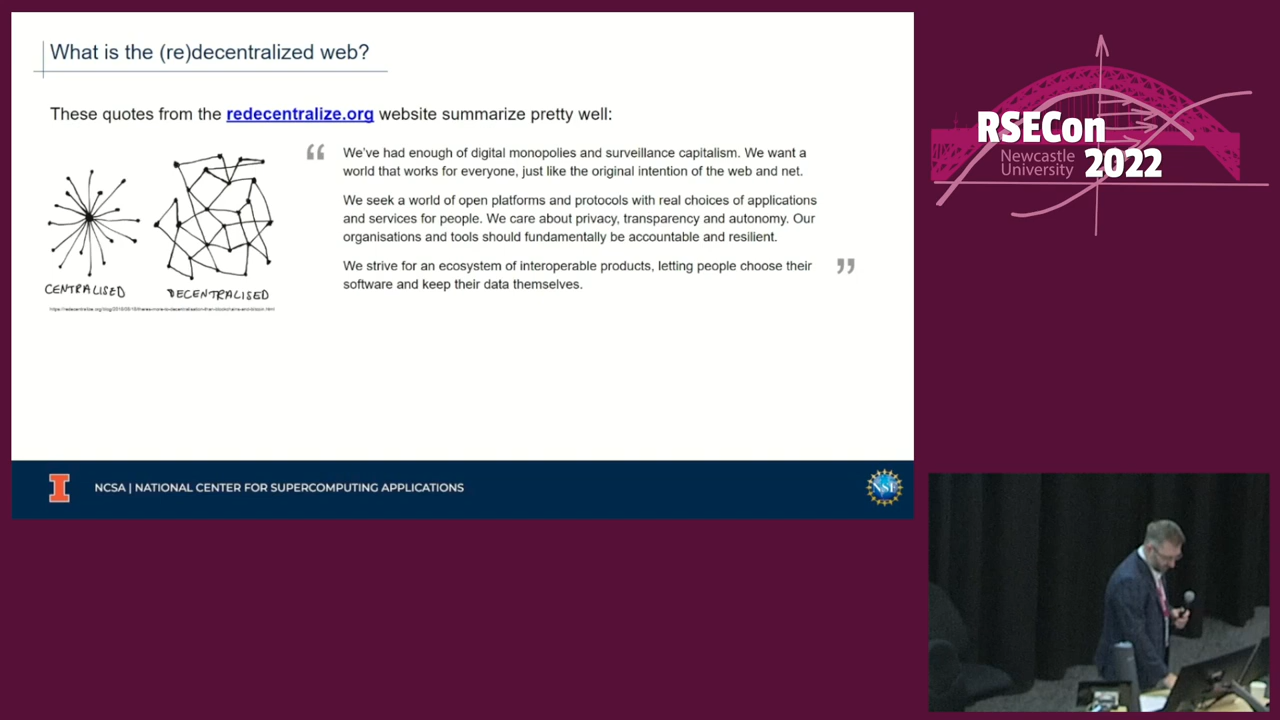 What is the (re)decentralized web?
These quotes from the redecentralize.org website summarize pretty well:
“
We've had enough of digital monopolies and surveillance capitalism. We want a
world that works for everyone, just like the original intention of the web and net.
We seek a world of open platforms and protocols with real choices of applications
and services for people. We care about privacy, transparency and autonomy. Our
organisations and tools should fundamentally be accountable and resilient.
We strive for an ecosystem of interoperable products, letting people choose their
software and keep their data themselves.
”
CENTRALISED
DECENTRALISED
I
NCSA | NATIONAL CENTER FOR SUPERCOMPUTING APPLICATIONS
NSF
RSECon
Newcastle
University
2022